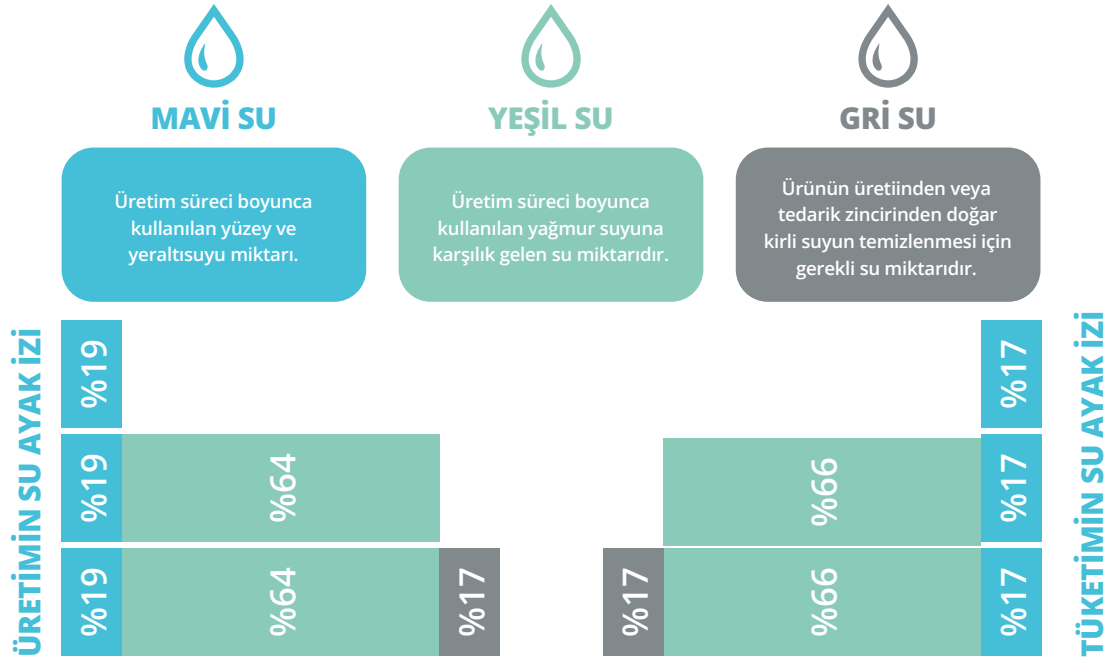 MAVİ SU
Üretim süreci boyunca
kullanılan yüzey ve
yeraltısuyu miktarı.
YEŞİL SU
Üretim süreci boyunca
kullanılan yağmur suyuna
karşılık gelen su miktarıdır.
GRİ SU
Ürünün üretiinden veya
tedarik zincirinden doğar
kirli suyun temizlenmesi için
gerekli su miktarıdır.
ÜRETİMİN SU AYAK İZİ
%19
%19
%64
%19
%64
%17
%17
%66
%17
%17
%66
%17
TÜKETİMİN SU AYAK İZİ